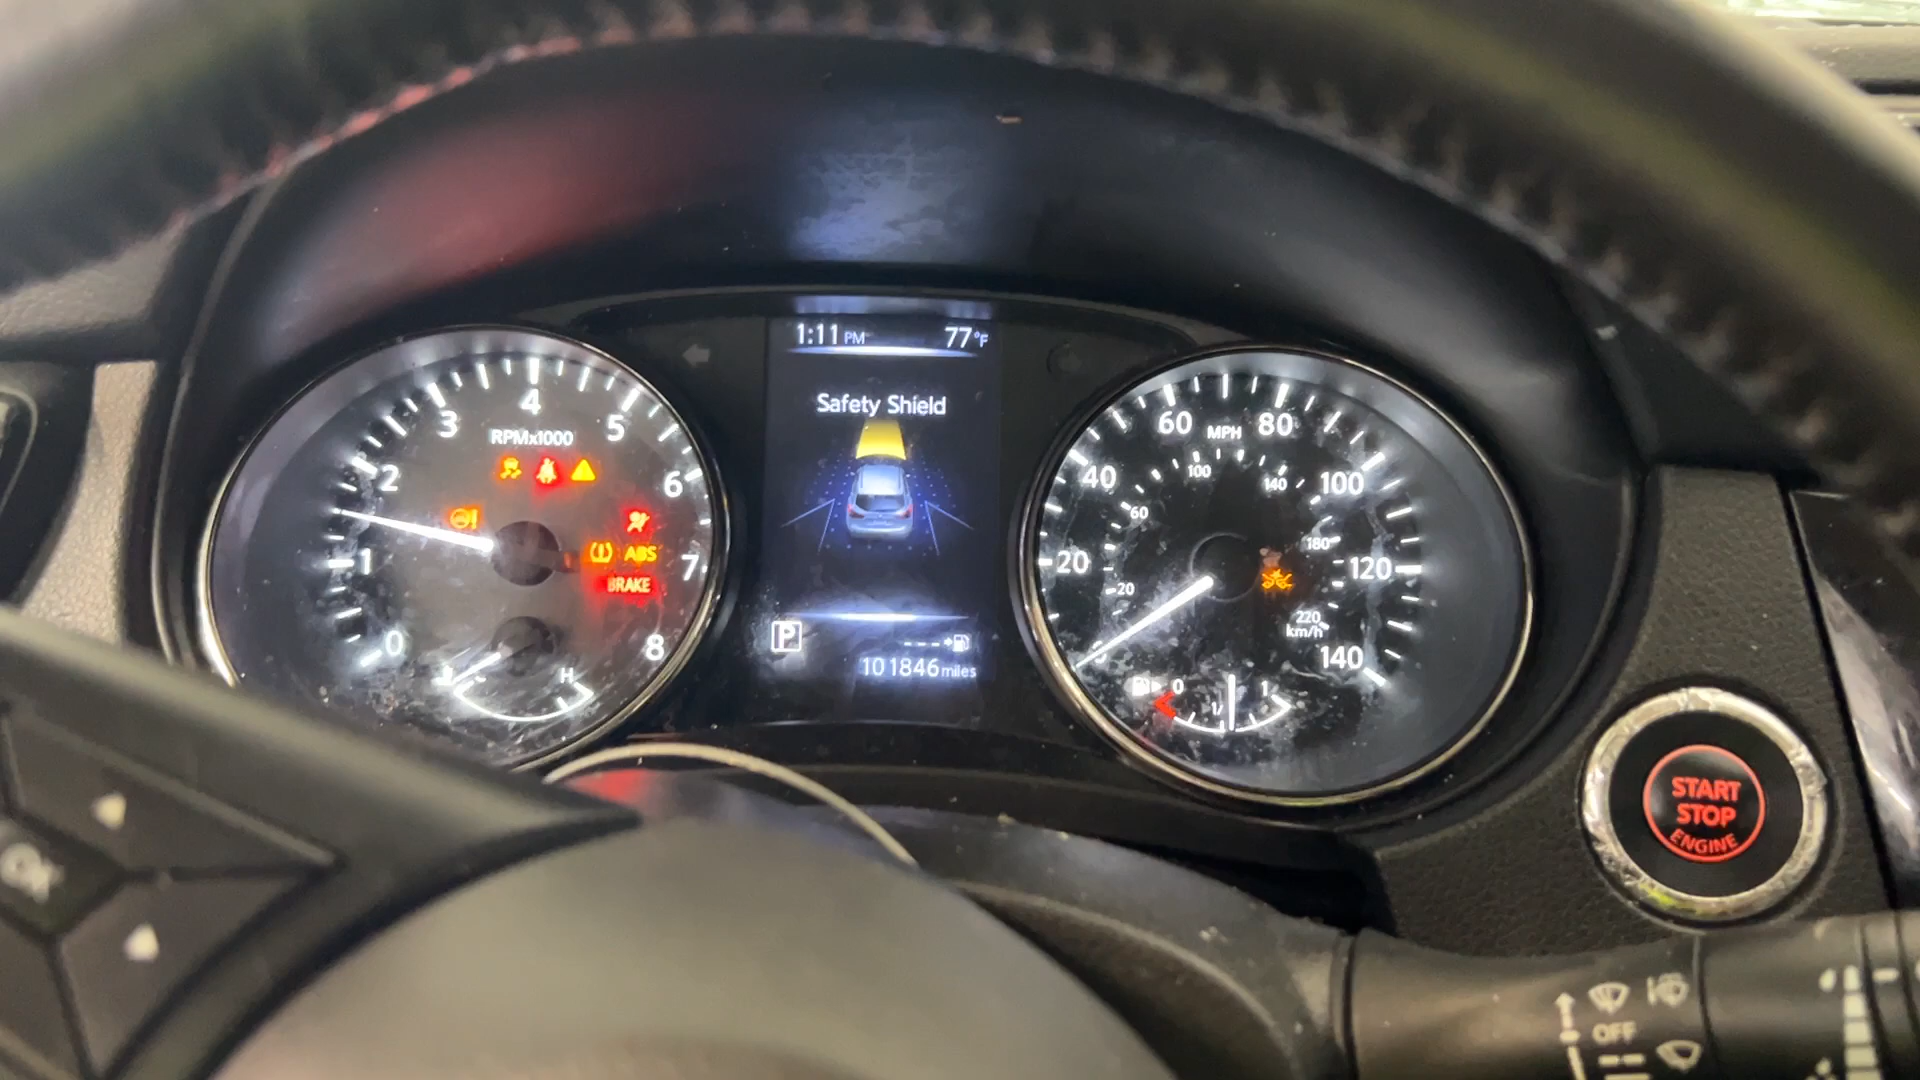 1:11 PM 77°F
Safety Shield
P
101846 miles
0 1 2 3 4 5 6 7 8
RPMx1000
ABS
BRAKE
H
20 40 60 80 100 120 140
MPH
20 60 100 140 180 220
km/h
0 1
START
STOP
ENGINE
OK
OFF